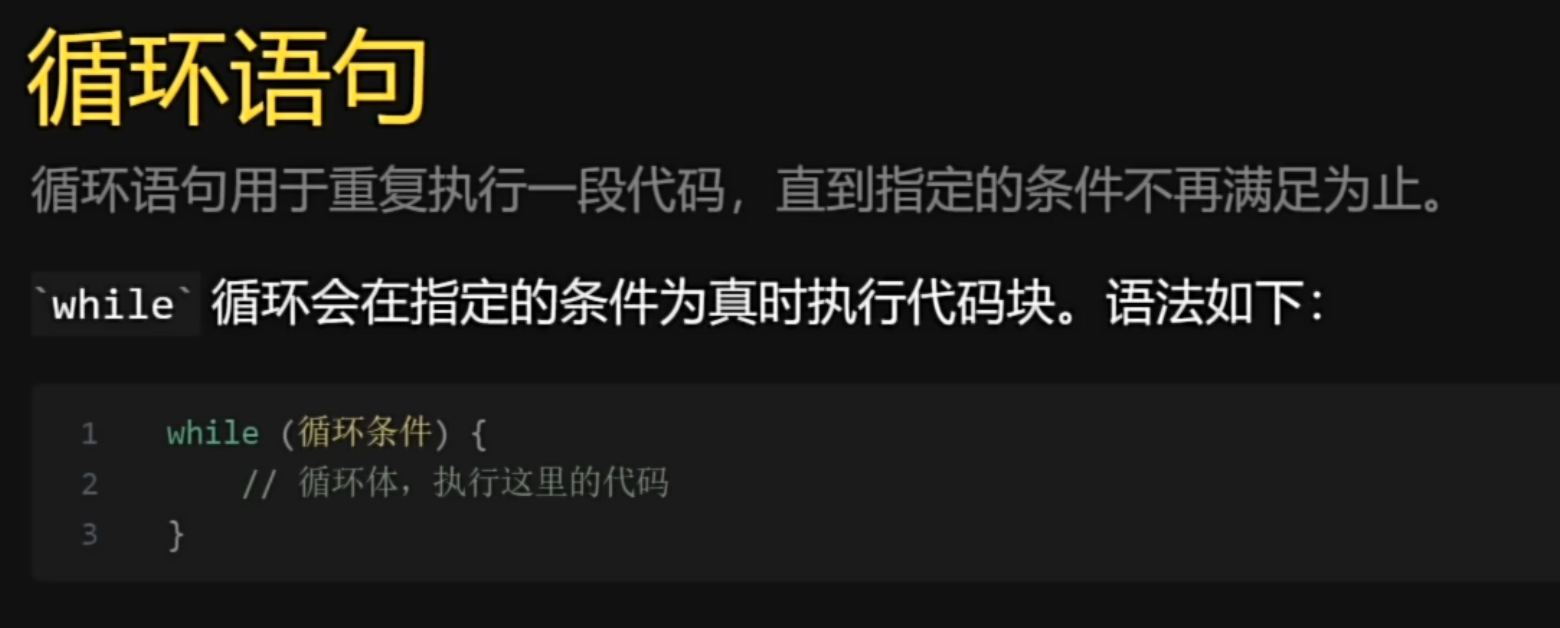 循环语句
循环语句用于重复执行一段代码，直到指定的条件不再满足为止。
`while` 循环会在指定的条件为真时执行代码块。语法如下：
1 while (循环条件) {
2 // 循环体，执行这里的代码
3 }